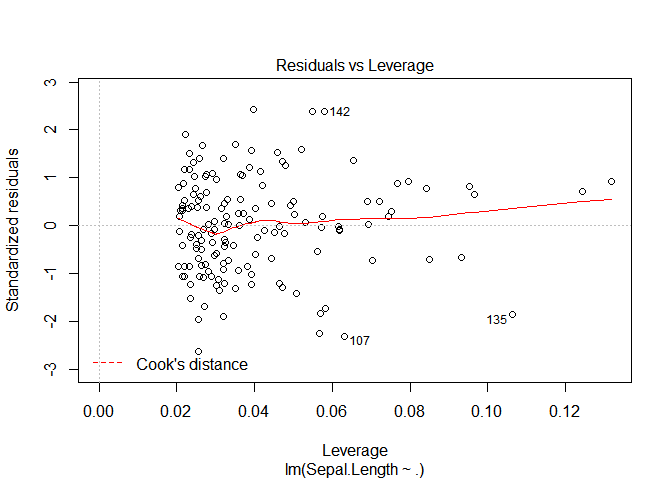 Residuals vs Leverage
Standardized residuals
3
2
1
0
-1
-2
-3
142
135
107
Cook's distance
0.00 0.02 0.04 0.06 0.08 0.10 0.12
Leverage
lm(Sepal.Length ~ .)